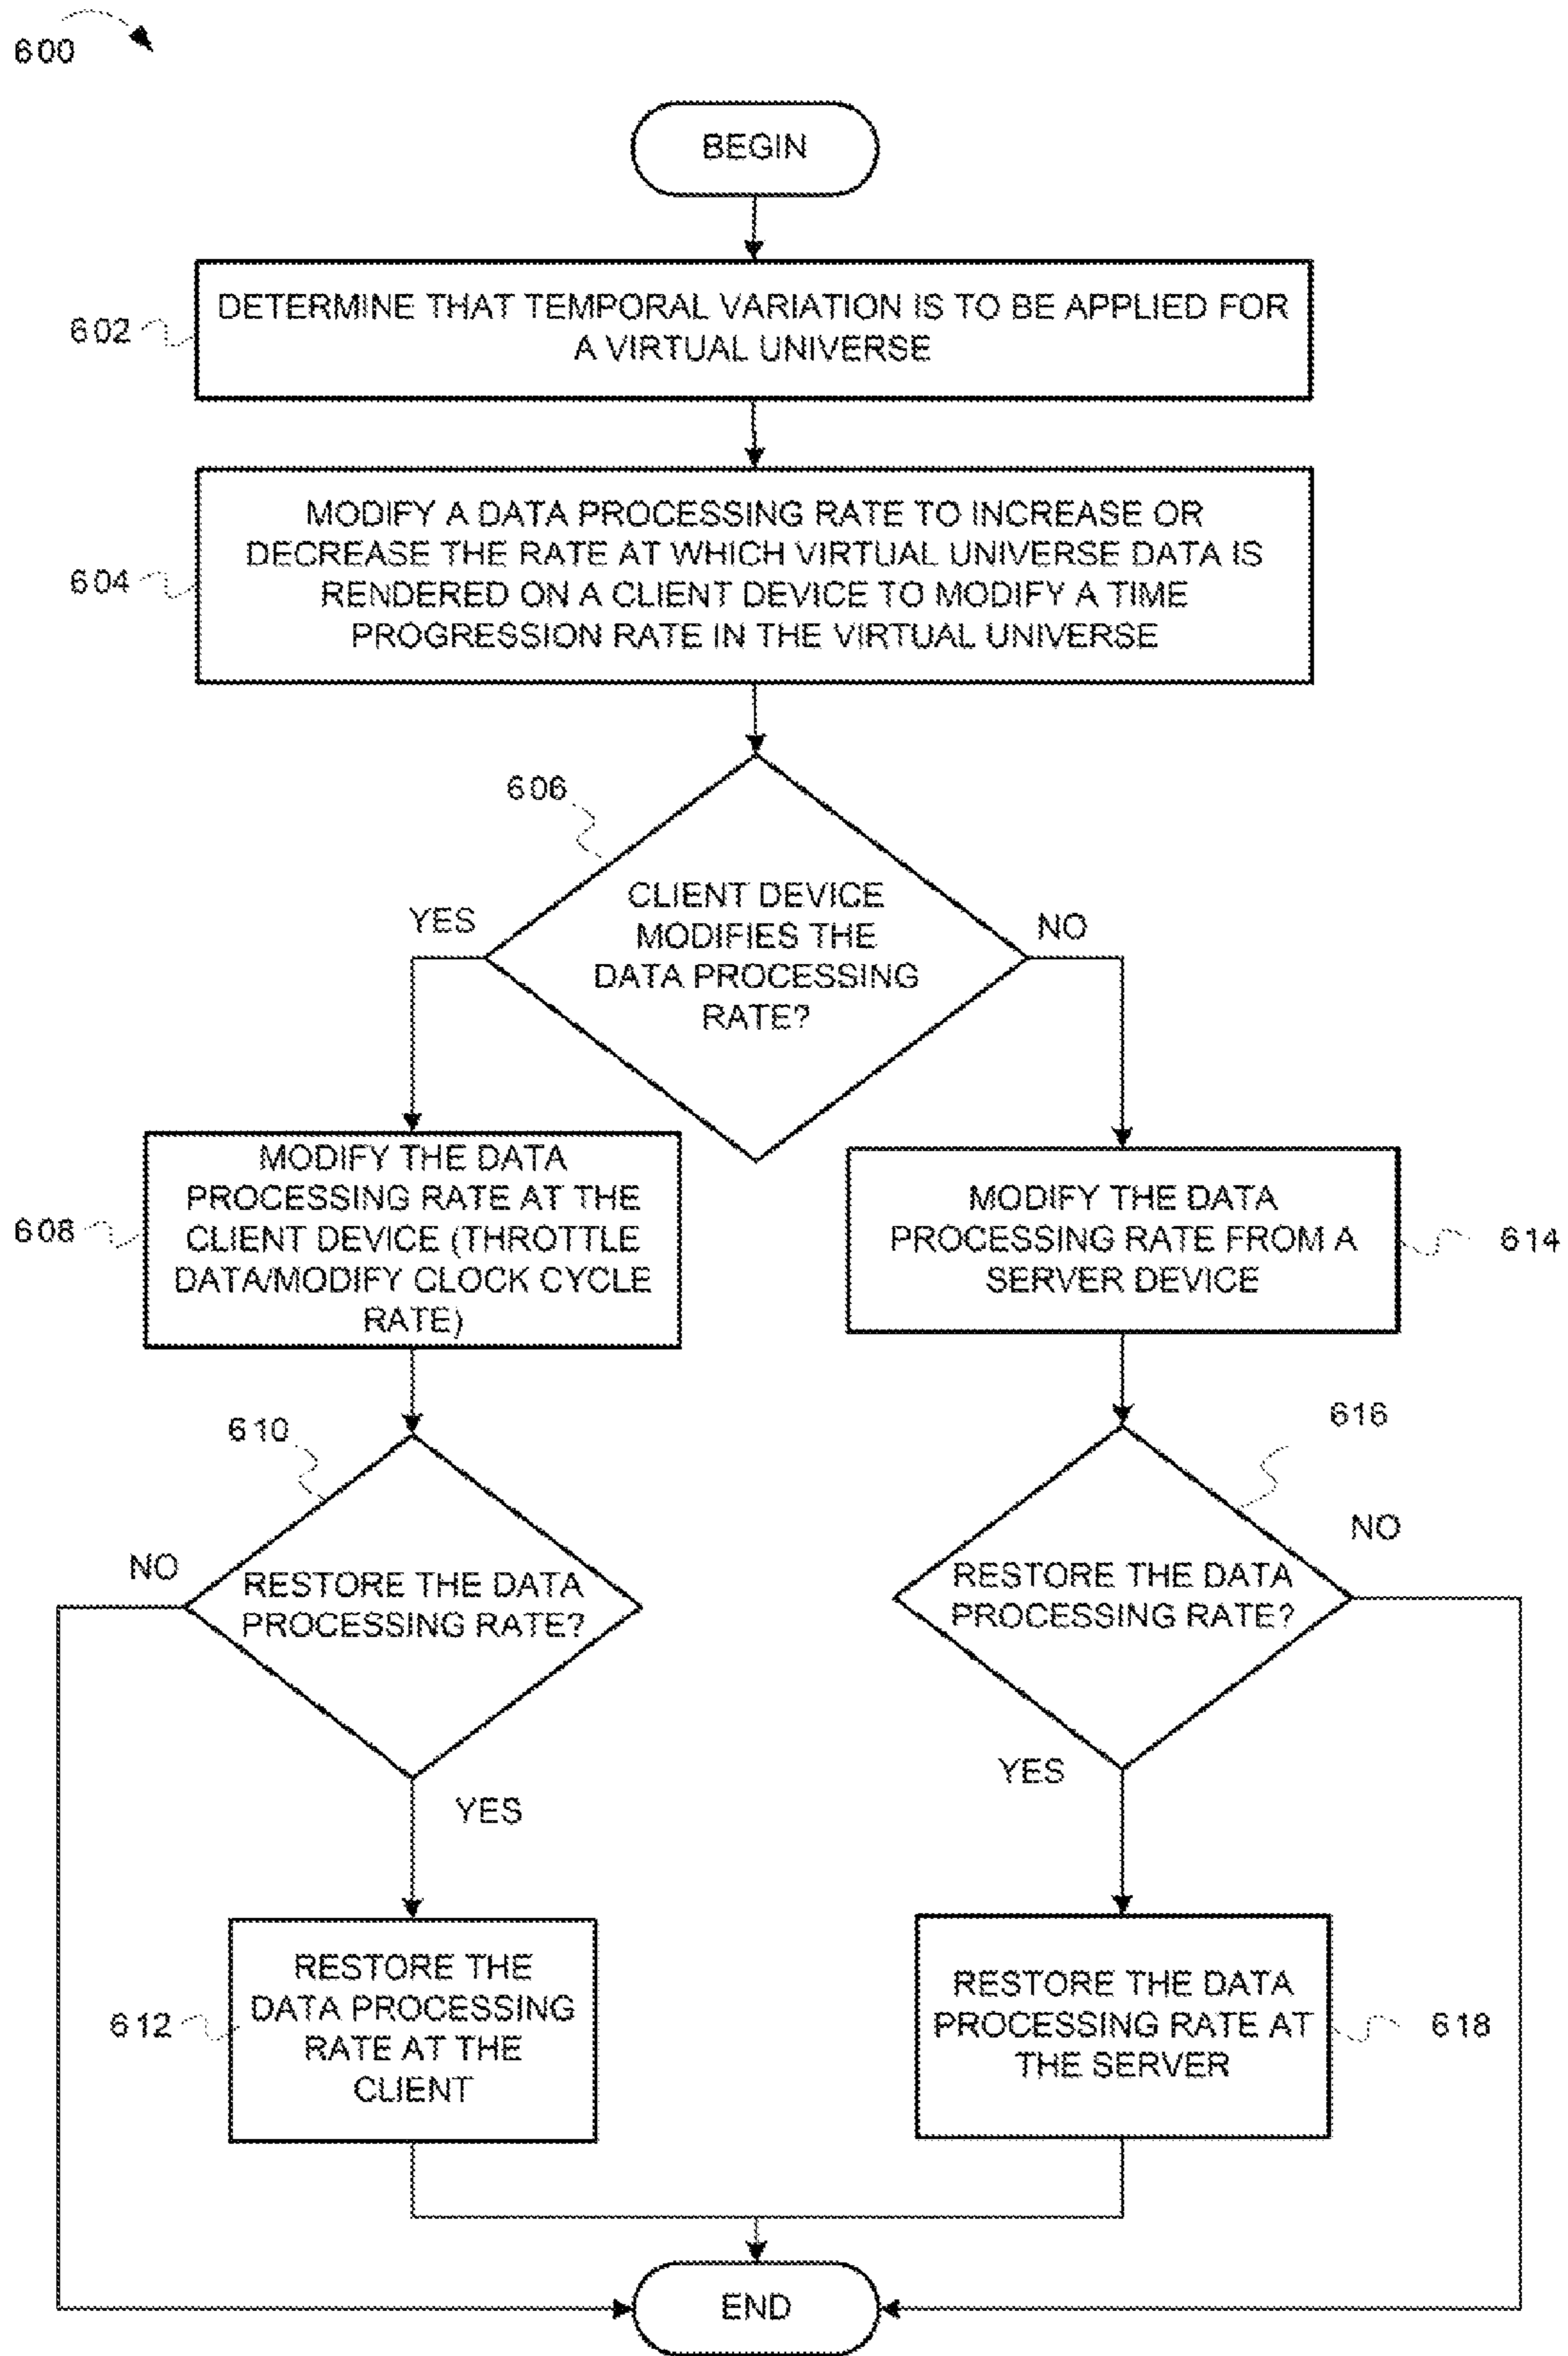 600
BEGIN
602
DETERMINE THAT TEMPORAL VARIATION IS TO BE APPLIED FOR
A VIRTUAL UNIVERSE
604
MODIFY A DATA PROCESSING RATE TO INCREASE OR
DECREASE THE RATE AT WHICH VIRTUAL UNIVERSE DATA IS
RENDERED ON A CLIENT DEVICE TO MODIFY A TIME
PROGRESSION RATE IN THE VIRTUAL UNIVERSE
606
CLIENT DEVICE
MODIFIES THE
DATA PROCESSING
RATE?
YES
NO
608
MODIFY THE DATA
PROCESSING RATE AT THE
CLIENT DEVICE (THROTTLE
DATA/MODIFY CLOCK CYCLE
RATE)
MODIFY THE DATA
PROCESSING RATE FROM A
SERVER DEVICE
614
610
RESTORE THE DATA
PROCESSING RATE?
NO
YES
616
RESTORE THE DATA
PROCESSING RATE?
NO
YES
612
RESTORE THE
DATA PROCESSING
RATE AT THE
CLIENT
RESTORE THE DATA
PROCESSING RATE AT
THE SERVER
618
END